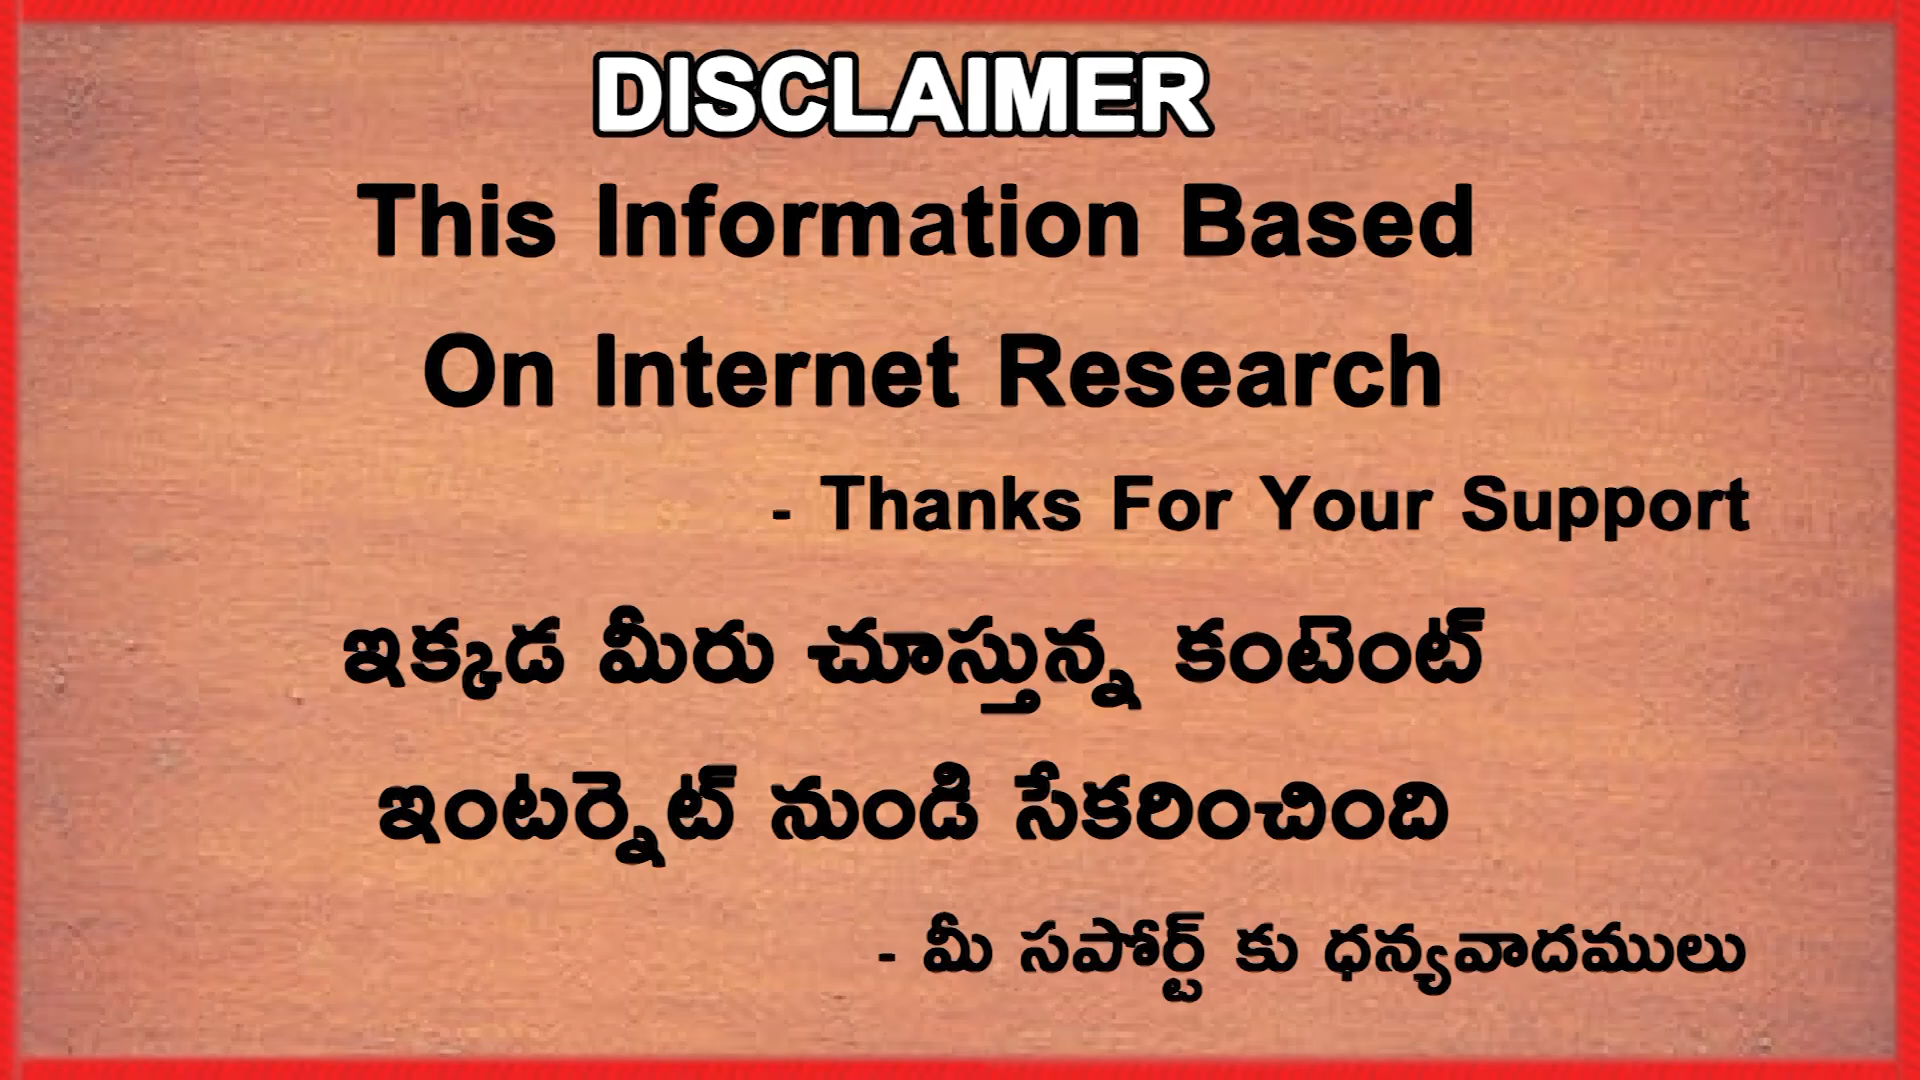 DISCLAIMER
This Information Based
On Internet Research
- Thanks For Your Support
ఇక్కడ మీరు చూస్తున్న కంటెంట్
ఇంటర్నెట్ నుండి సేకరించింది
- మీ సపోర్ట్ కు ధన్యవాదములు